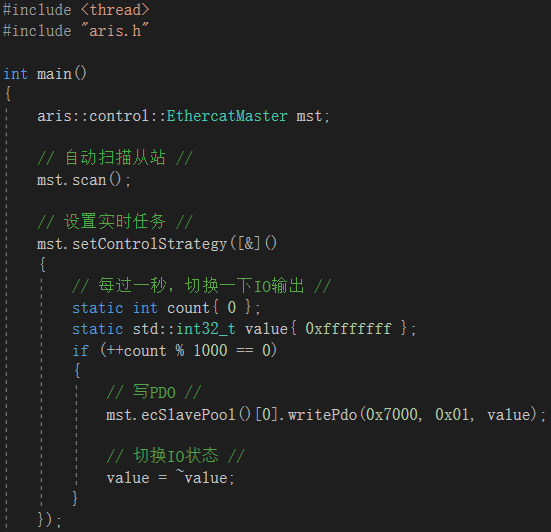 #include <thread>
#include "aris.h"
int main()
{
aris::control::EthercatMaster mst;
// 自动扫描从站 //
mst.scan();
// 设置实时任务 //
mst.setControlStrategy([&]()
{
// 每过一秒，切换一下IO输出 //
static int count{ 0 };
static std::int32_t value{ 0xffffffff };
if (++count % 1000 == 0)
{
// 写PDO //
mst.ecSlavePool()[0].writePdo(0x7000, 0x01, value);
// 切换IO状态 //
value = ~value;
}
});